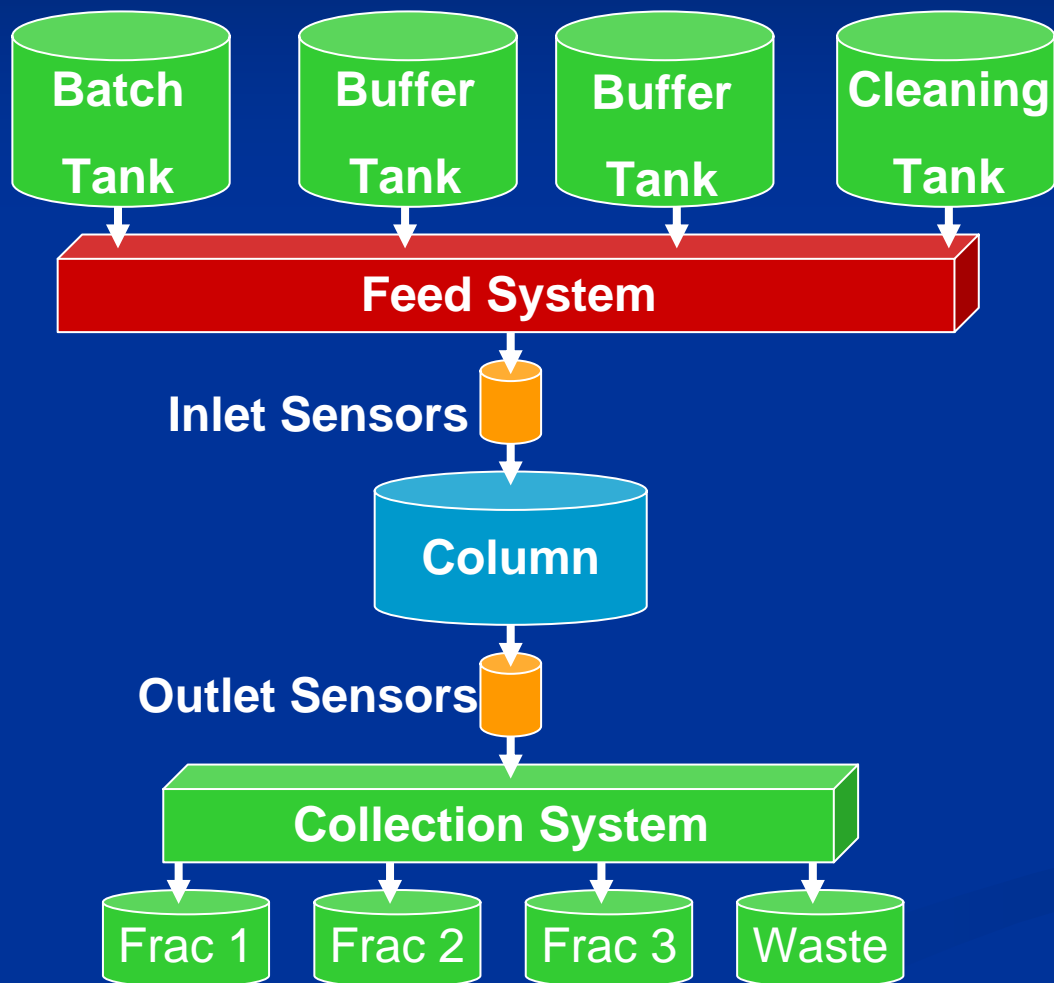 Batch
Tank
Buffer
Tank
Buffer
Tank
Cleaning
Tank
Feed System
Inlet Sensors
Column
Outlet Sensors
Collection System
Frac 1
Frac 2
Frac 3
Waste